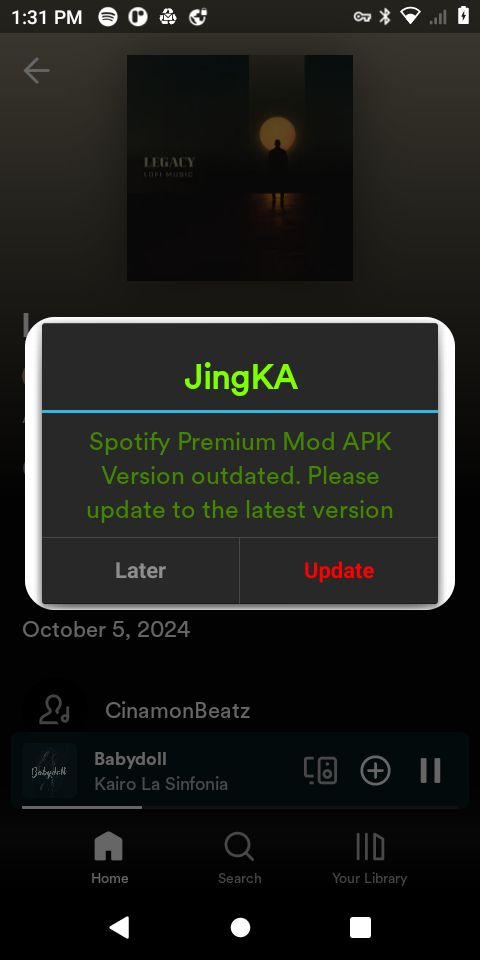 1:31 PM
LEGACY
LOFI MUSIC
JingKA
Spotify Premium Mod APK
Version outdated. Please
update to the latest version
Later
Update
October 5, 2024
CinamonBeatz
Babydoll
Babydoll
Kairo La Sinfonia
Home
Search
Your Library